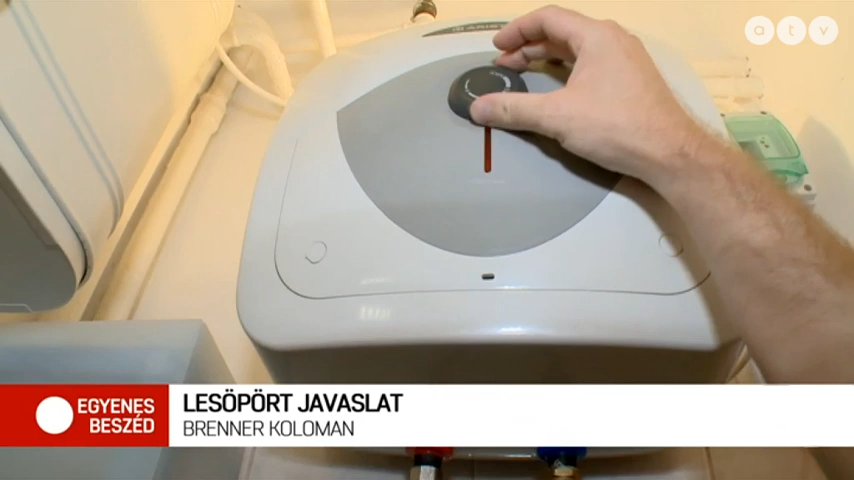 atv
EGYENES
BESZÉD
LESÖPÖRT JAVASLAT
BRENNER KOLOMAN